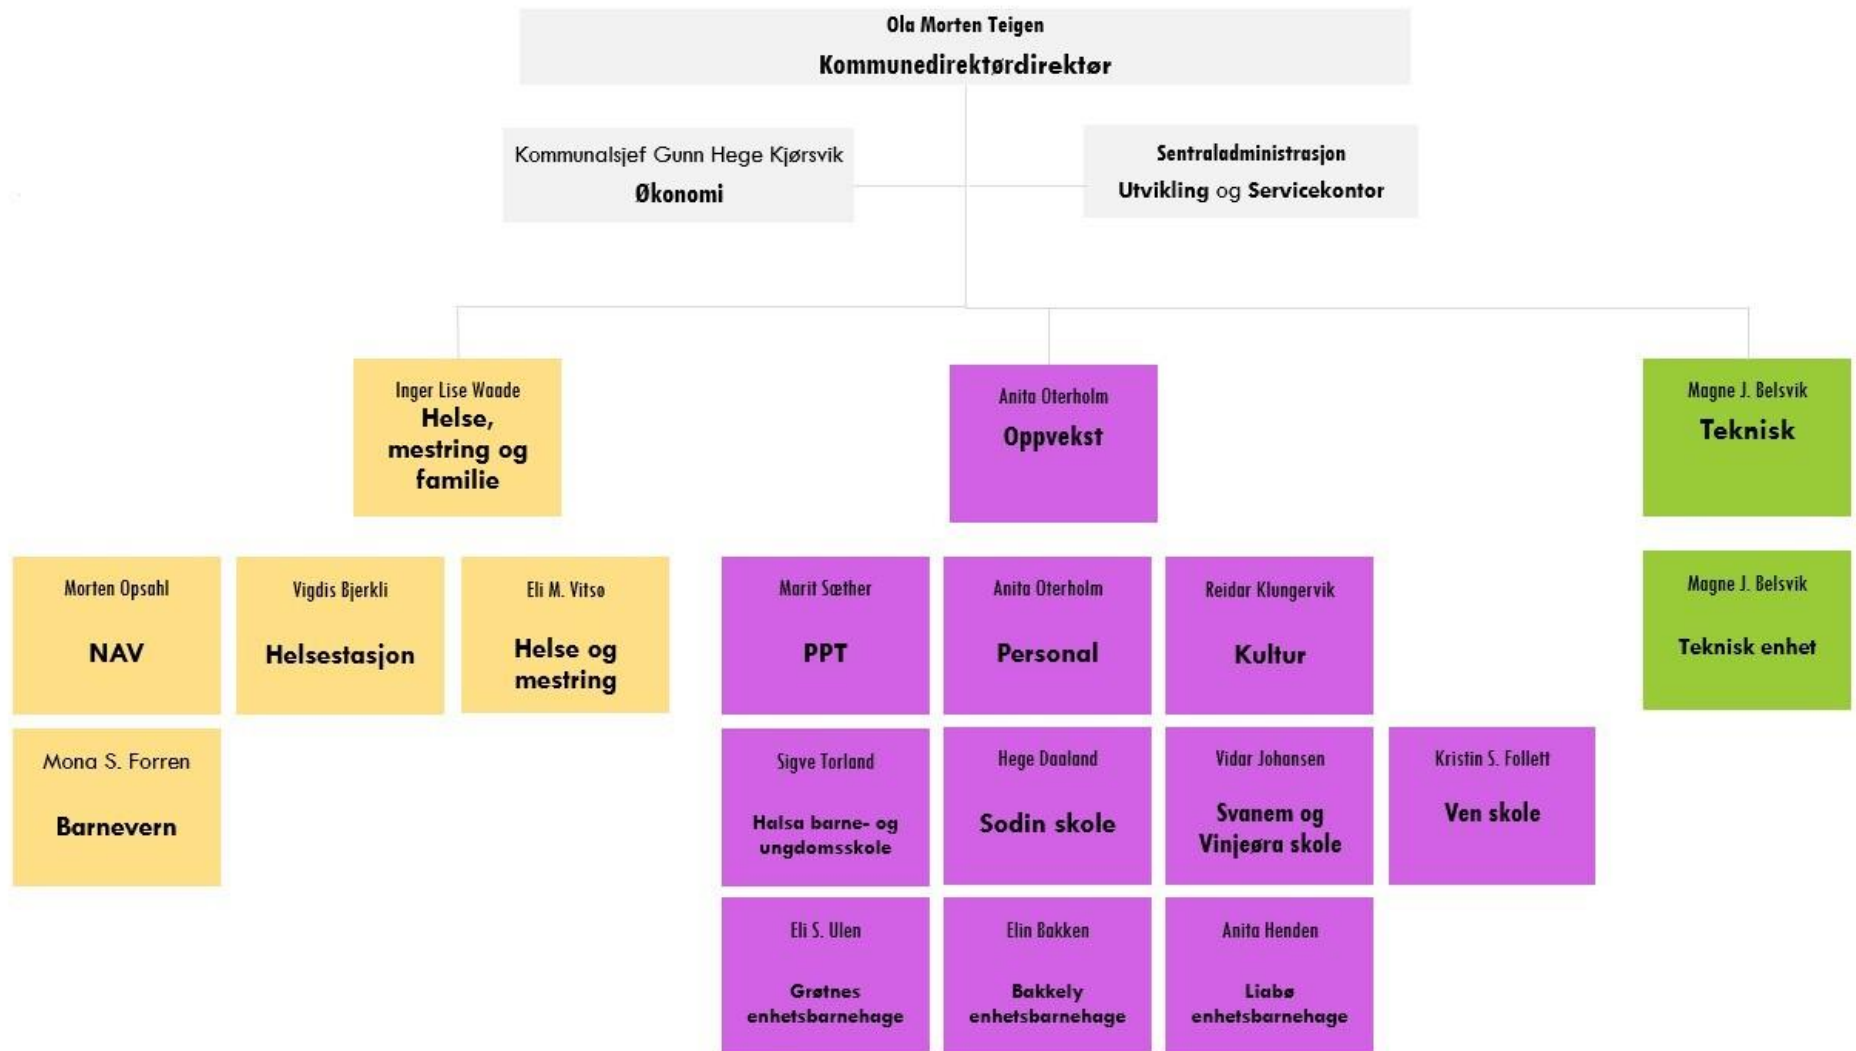 Ola Morten Teigen
Kommunedirektørdirektør
Kommunalsjef Gunn Hege Kjørsvik
Økonomi
Sentraladministrasjon
Utvikling og Servicekontor
Inger Lise Waade
Helse,
mestring og
familie
Anita Oterholm
Oppvekst
Magne J. Belsvik
Teknisk
Morten Opsahl
NAV
Vigdis Bjerkli
Helsestasjon
Eli M. Vitsø
Helse og
mestring
Marit Sæther
PPT
Anita Oterholm
Personal
Reidar Klungervik
Kultur
Magne J. Belsvik
Teknisk enhet
Mona S. Forren
Barnevern
Sigve Torland
Halsa barne- og
ungdomsskole
Hege Daaland
Sodin skole
Vidar Johansen
Svanem og
Vinjeøra skole
Kristin S. Follett
Ven skole
Eli S. Ulen
Grøtnes
enhetsbarnehage
Elin Bakken
Bakkely
enhetsbarnehage
Anita Henden
Liabø
enhetsbarnehage